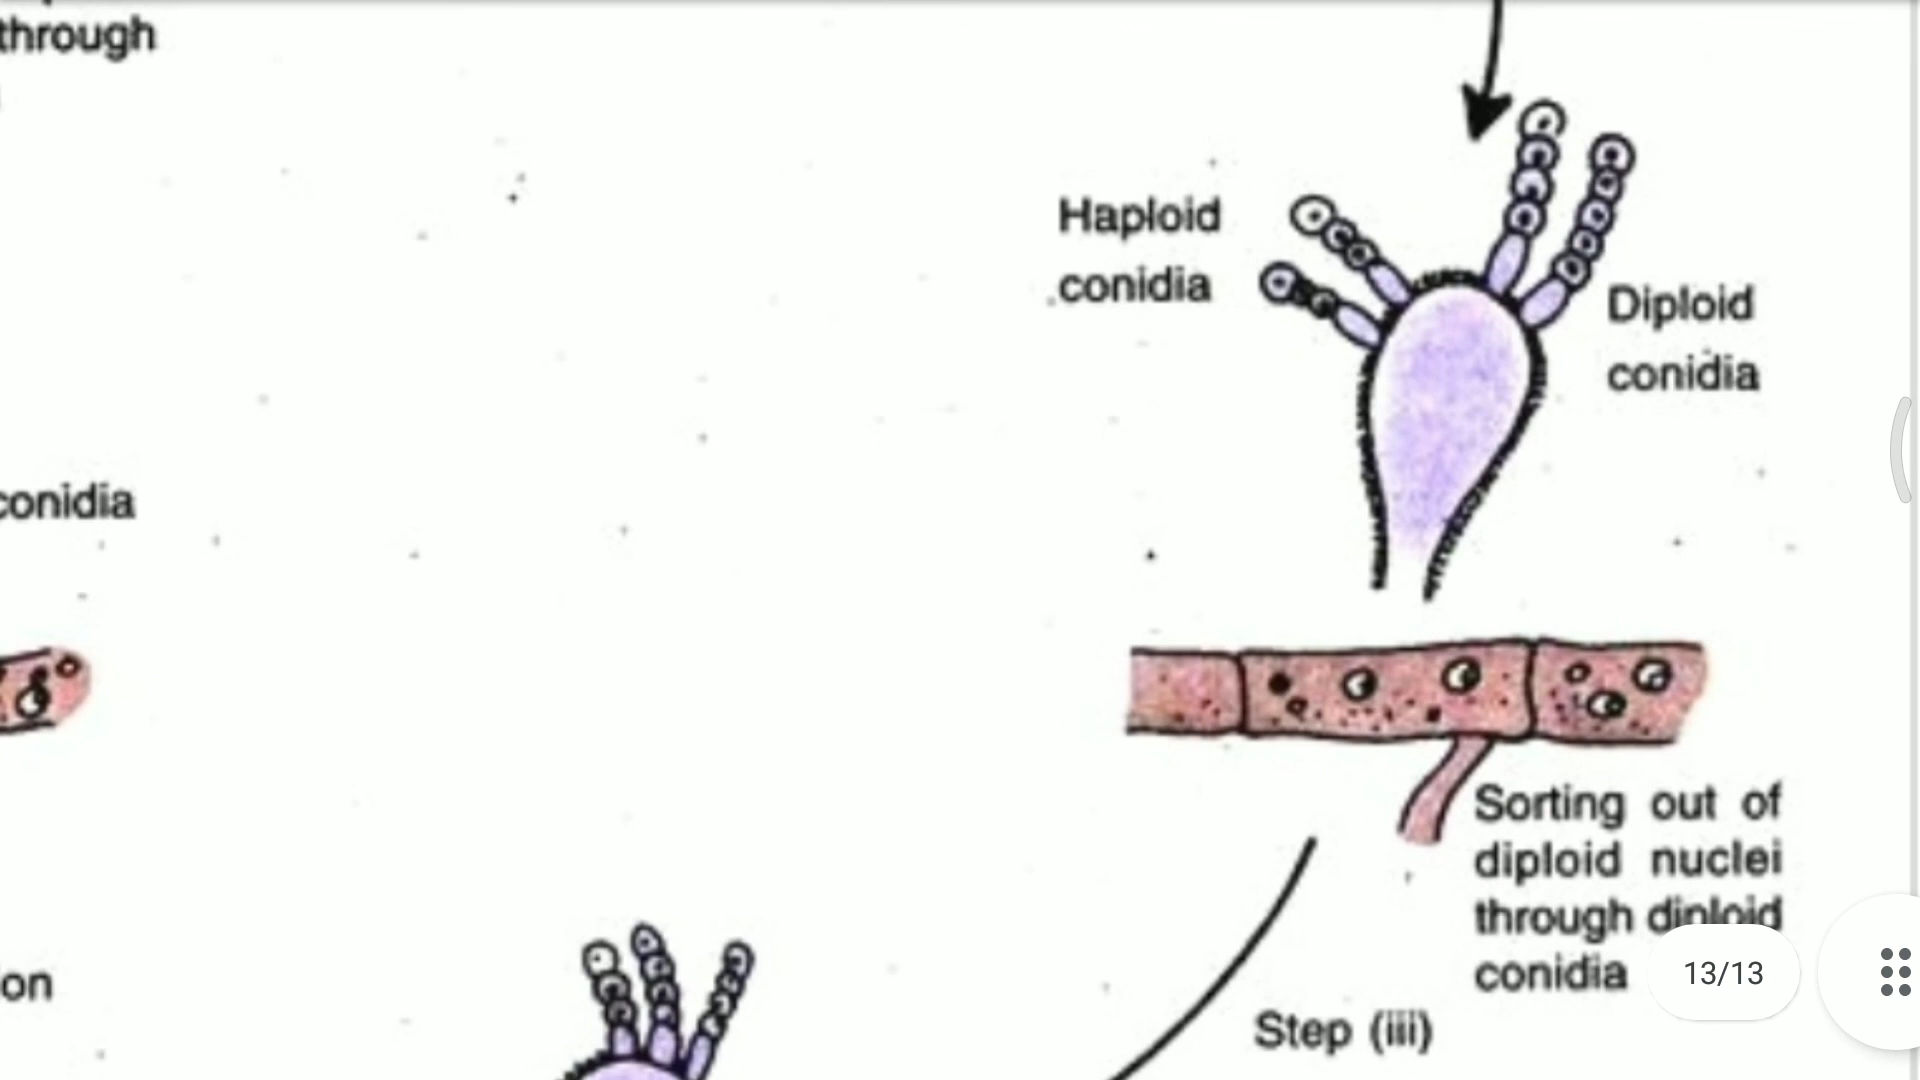 through
Haploid
conidia
Diploid
conidia
conidia
Sorting out of
diploid nuclei
through diploid
conidia
13/13
on
Step (iii)